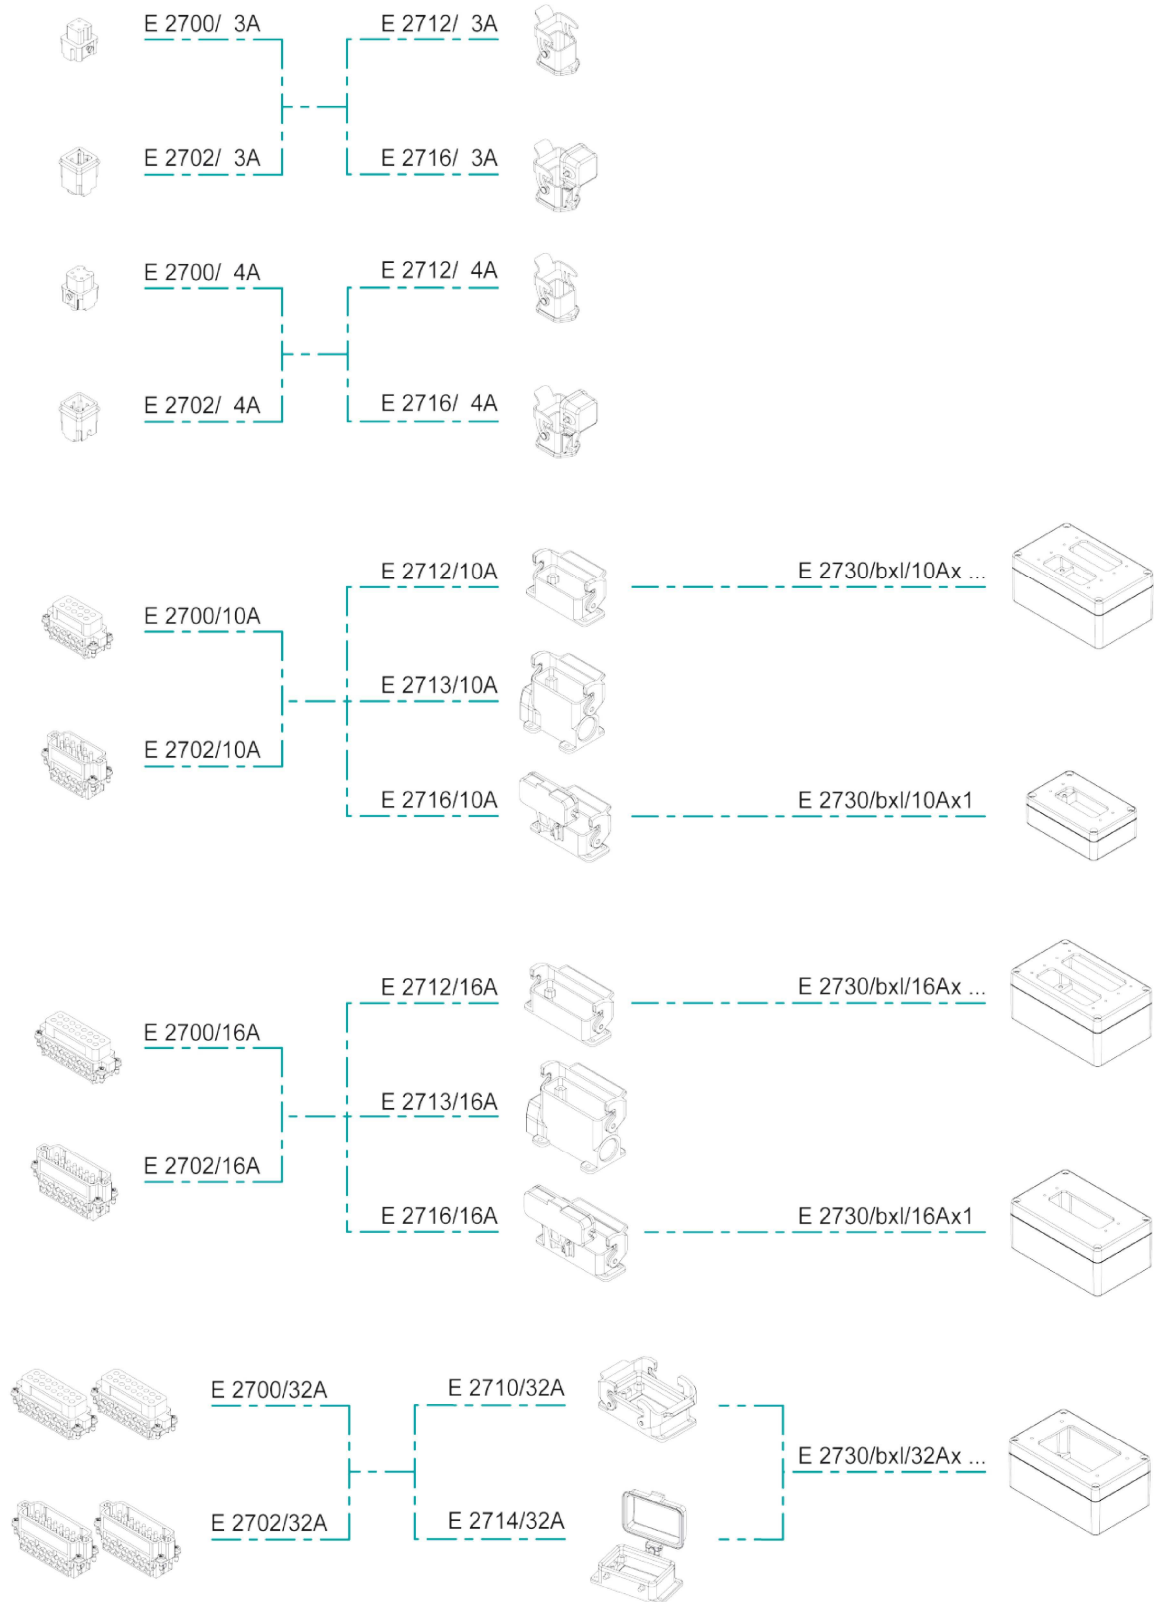 E 2700/ 3A
E 2712/ 3A
E 2702/ 3A
E 2716/ 3A
E 2700/ 4A
E 2712/ 4A
E 2702/ 4A
E 2716/ 4A
E 2712/10A
E 2730/bxl/10Ax ...
E 2700/10A
E 2713/10A
E 2702/10A
E 2716/10A
E 2730/bxl/10Ax1
E 2712/16A
E 2730/bxl/16Ax ...
E 2700/16A
E 2713/16A
E 2702/16A
E 2716/16A
E 2730/bxl/16Ax1
E 2700/32A
E 2710/32A
E 2730/bxl/32Ax ...
E 2702/32A
E 2714/32A